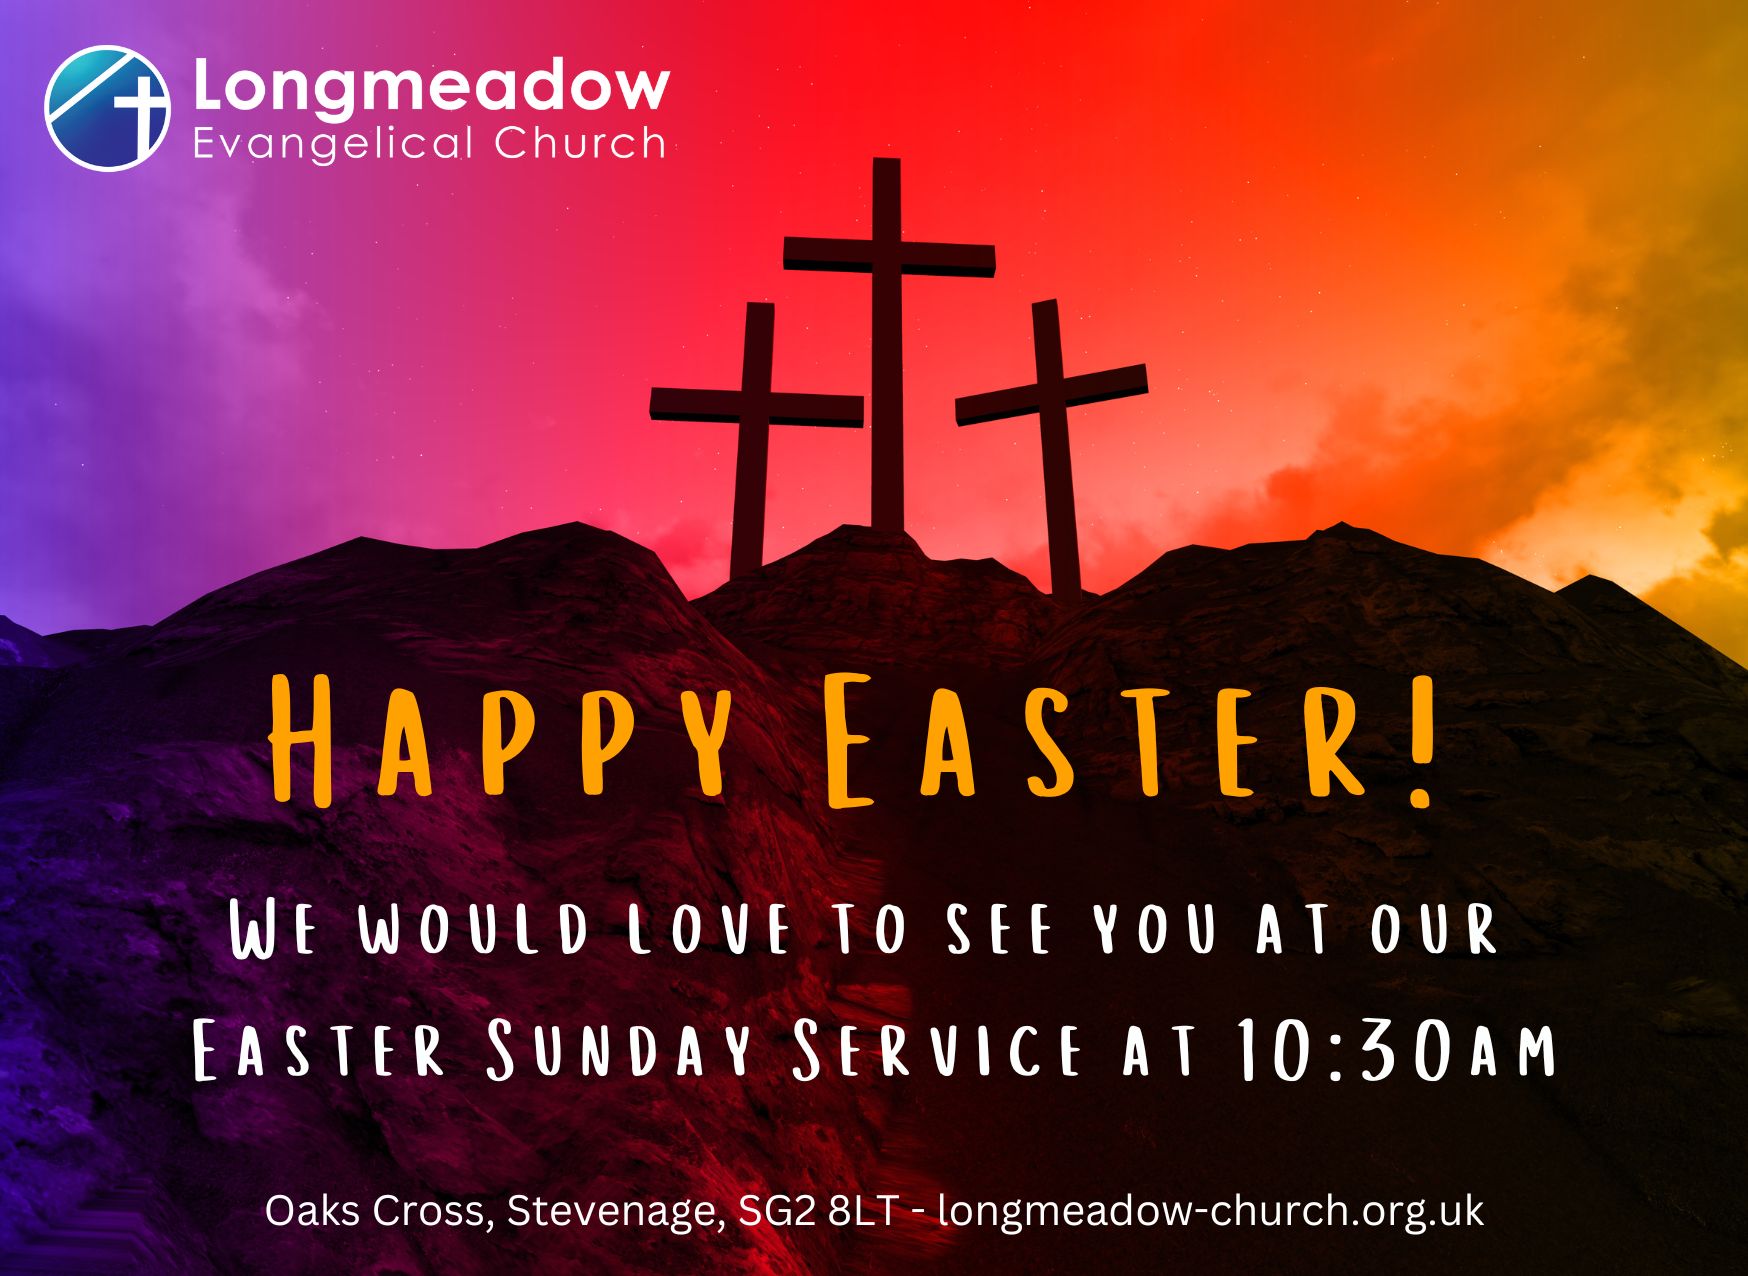 Longmeadow
Evangelical Church
Happy Easter!
We would love to see you at our
Easter Sunday Service at 10:30am
Oaks Cross, Stevenage, SG2 8LT - longmeadow-church.org.uk